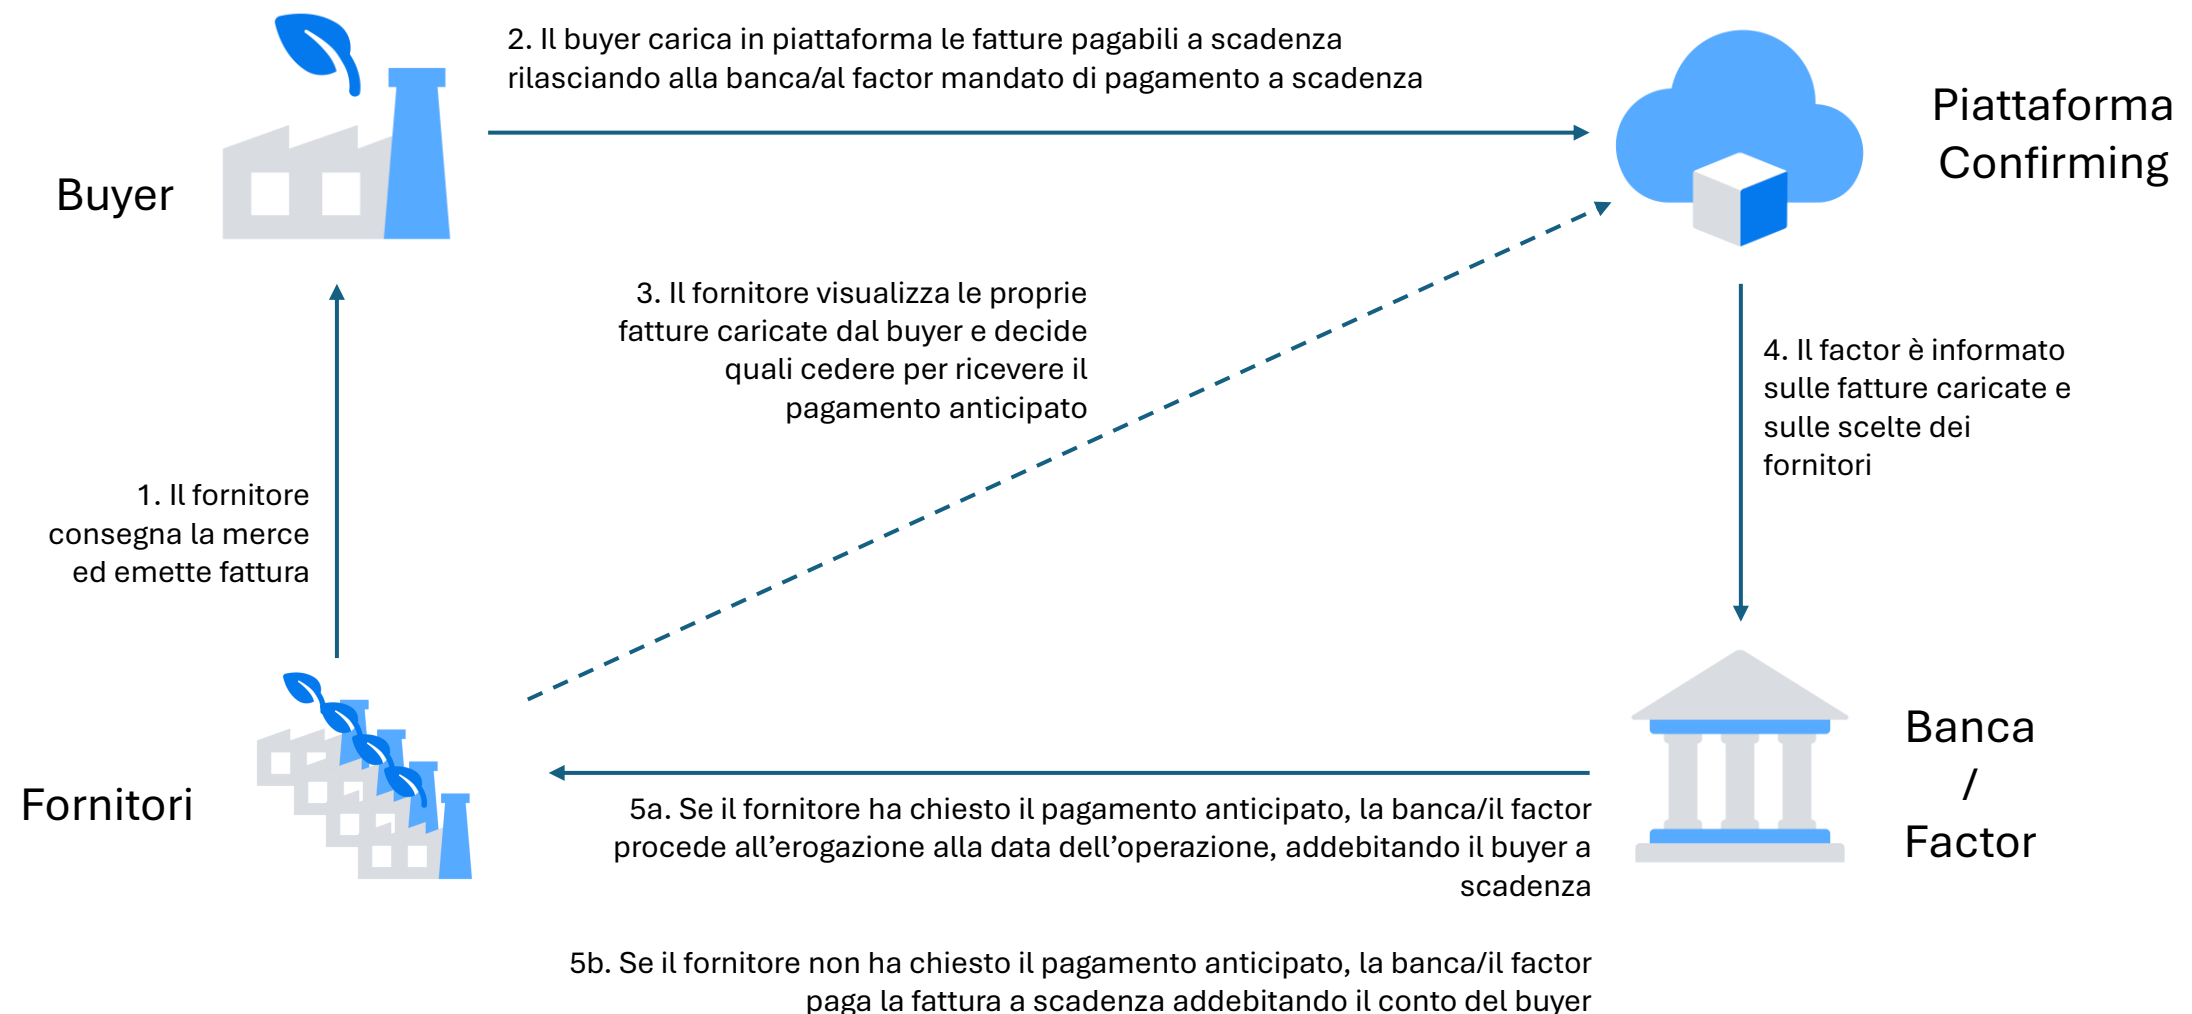 2. Il buyer carica in piattaforma le fatture pagabili a scadenza
rilasciando alla banca/al factor mandato di pagamento a scadenza
Piattaforma
Confirming
Buyer
3. Il fornitore visualizza le proprie
fatture caricate dal buyer e decide
quali cedere per ricevere il
pagamento anticipato
4. Il factor è informato
sulle fatture caricate e
sulle scelte dei
fornitori
1. Il fornitore
consegna la merce
ed emette fattura
Fornitori
Banca
/
Factor
5a. Se il fornitore ha chiesto il pagamento anticipato, la banca/il factor
procede all’erogazione alla data dell’operazione, addebitando il buyer a
scadenza
5b. Se il fornitore non ha chiesto il pagamento anticipato, la banca/il factor
paga la fattura a scadenza addebitando il conto del buyer